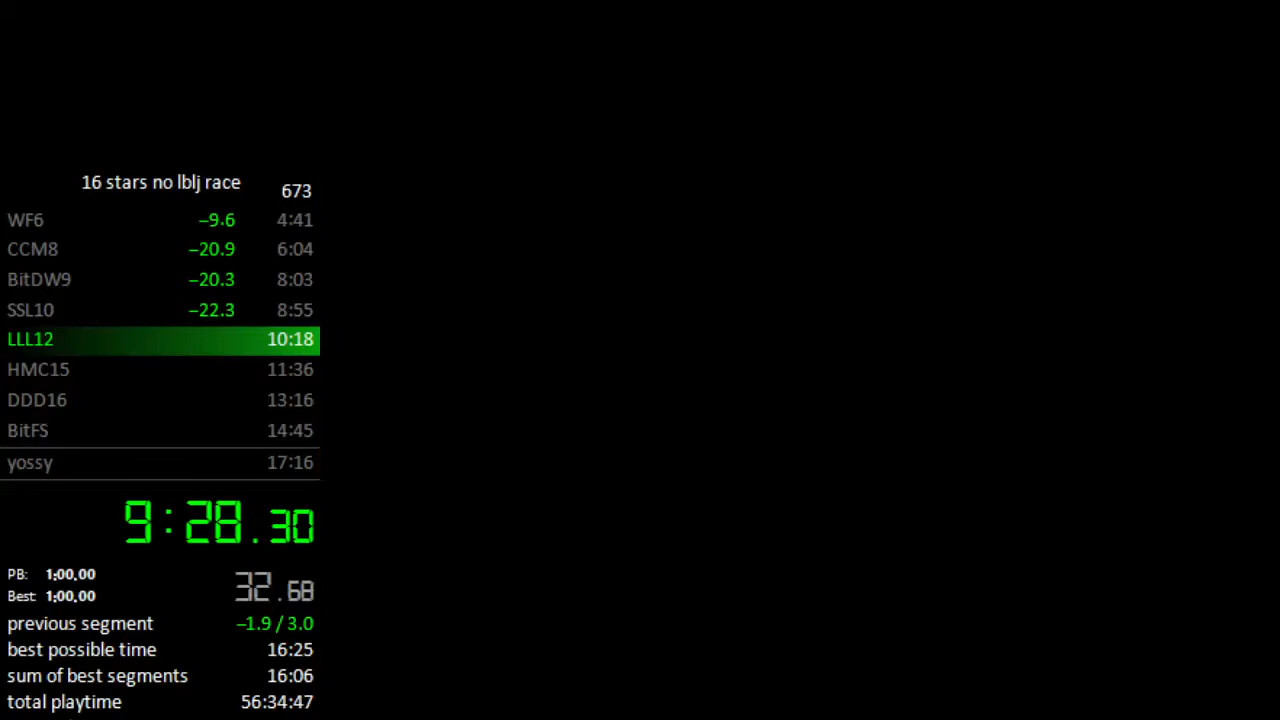 16 stars no lblj race 673
WF6 −9.6 4:41
CCM8 −20.9 6:04
BitDW9 −20.3 8:03
SSL10 −22.3 8:55
LLL12 10:18
HMC15 11:36
DDD16 13:16
BitFS 14:45
yossy 17:16
9:28.30
PB: 1:00.00 32.68
Best: 1:00.00
previous segment −1.9 / 3.0
best possible time 16:25
sum of best segments 16:06
total playtime 56:34:47